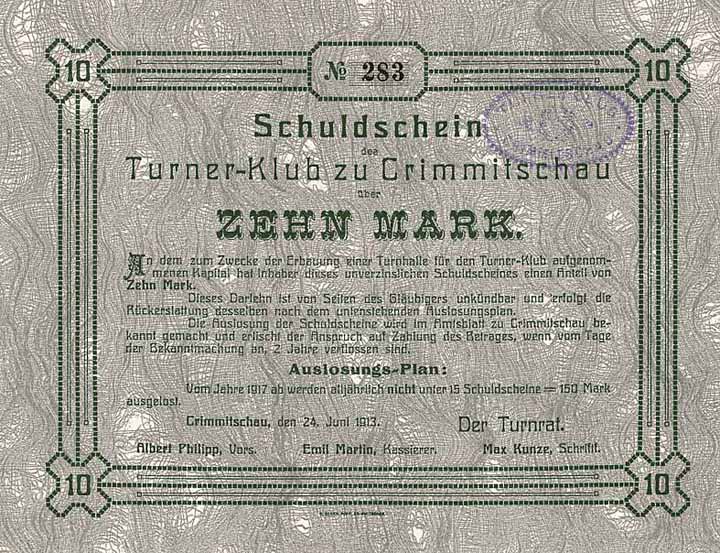 10 № 283 10
Schuldschein
des
Turner-Klub zu Crimmitschau
über
ZEHN MARK.
An dem zum Zwecke der Erbauung einer Turnhalle für den Turner-Klub aufgenom-
menen Kapital hat Inhaber dieses unverzinslichen Schuldscheines einen Anteil von
Zehn Mark.
Dieses Darlehn ist von Seiten des Gläubigers unkündbar und erfolgt die
Rückerstattung desselben nach dem untenstehenden Auslosungsplan.
Die Auslosung der Schuldscheine wird im Amtsblatt zu Crimmitschau be-
kannt gemacht und erlischt der Anspruch auf Zahlung des Betrages, wenn vom Tage
der Bekanntmachung an, 2 Jahre verflossen sind.
Auslosungs-Plan:
Vom Jahre 1917 ab werden alljährlich nicht unter 15 Schuldscheine = 150 Mark
ausgelost.
Crimmitschau, den 24. Juni 1913. Der Turnrat.
Albert Philipp, Vors. Emil Martin, Kassierer. Max Kunze, Schriftf.
10 10